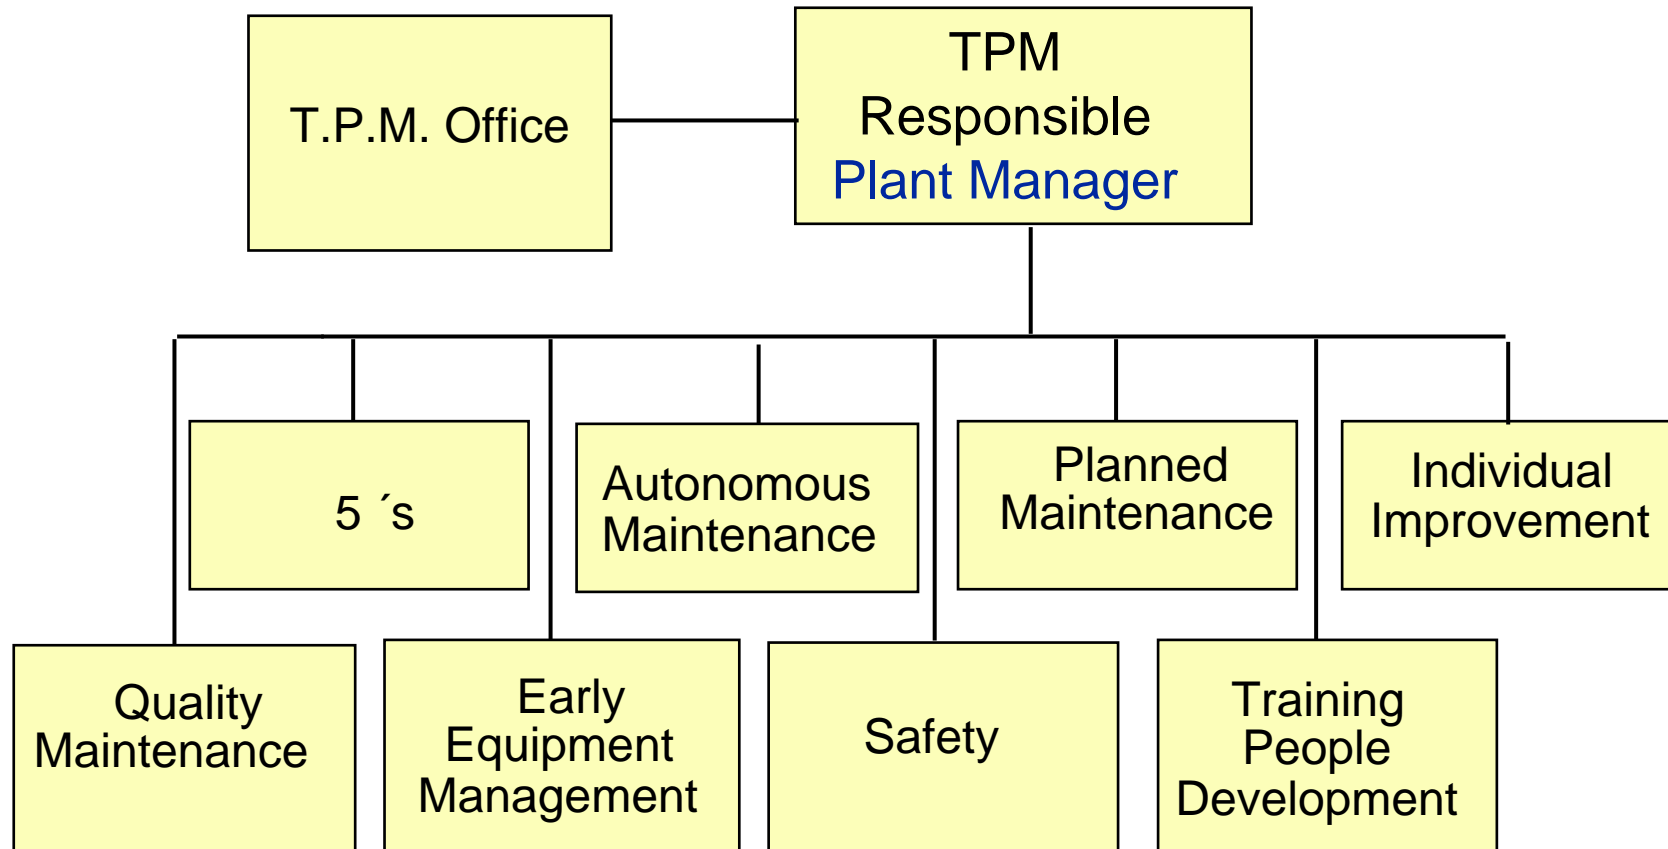 T.P.M. Office
TPM
Responsible
Plant Manager
5 ´s
Autonomous
Maintenance
Planned
Maintenance
Individual
Improvement
Quality
Maintenance
Early
Equipment
Management
Safety
Training
People
Development